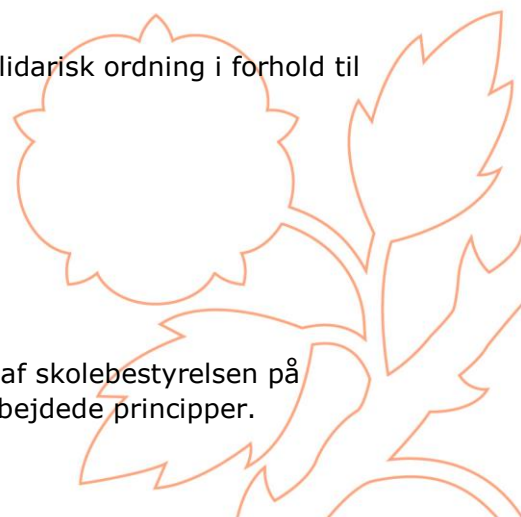 lidarisk ordning i forhold til
af skolebestyrelsen på
bejdede principper.